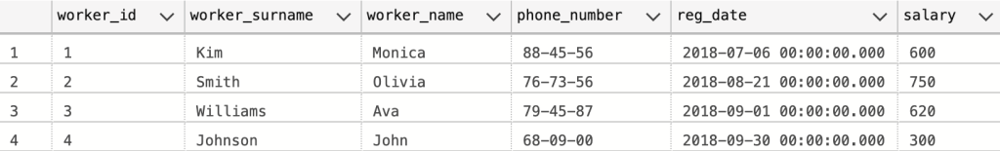 worker_id worker_surname worker_name phone_number reg_date salary
1 1 Kim Monica 88-45-56 2018-07-06 00:00:00.000 600
2 2 Smith Olivia 76-73-56 2018-08-21 00:00:00.000 750
3 3 Williams Ava 79-45-87 2018-09-01 00:00:00.000 620
4 4 Johnson John 68-09-00 2018-09-30 00:00:00.000 300